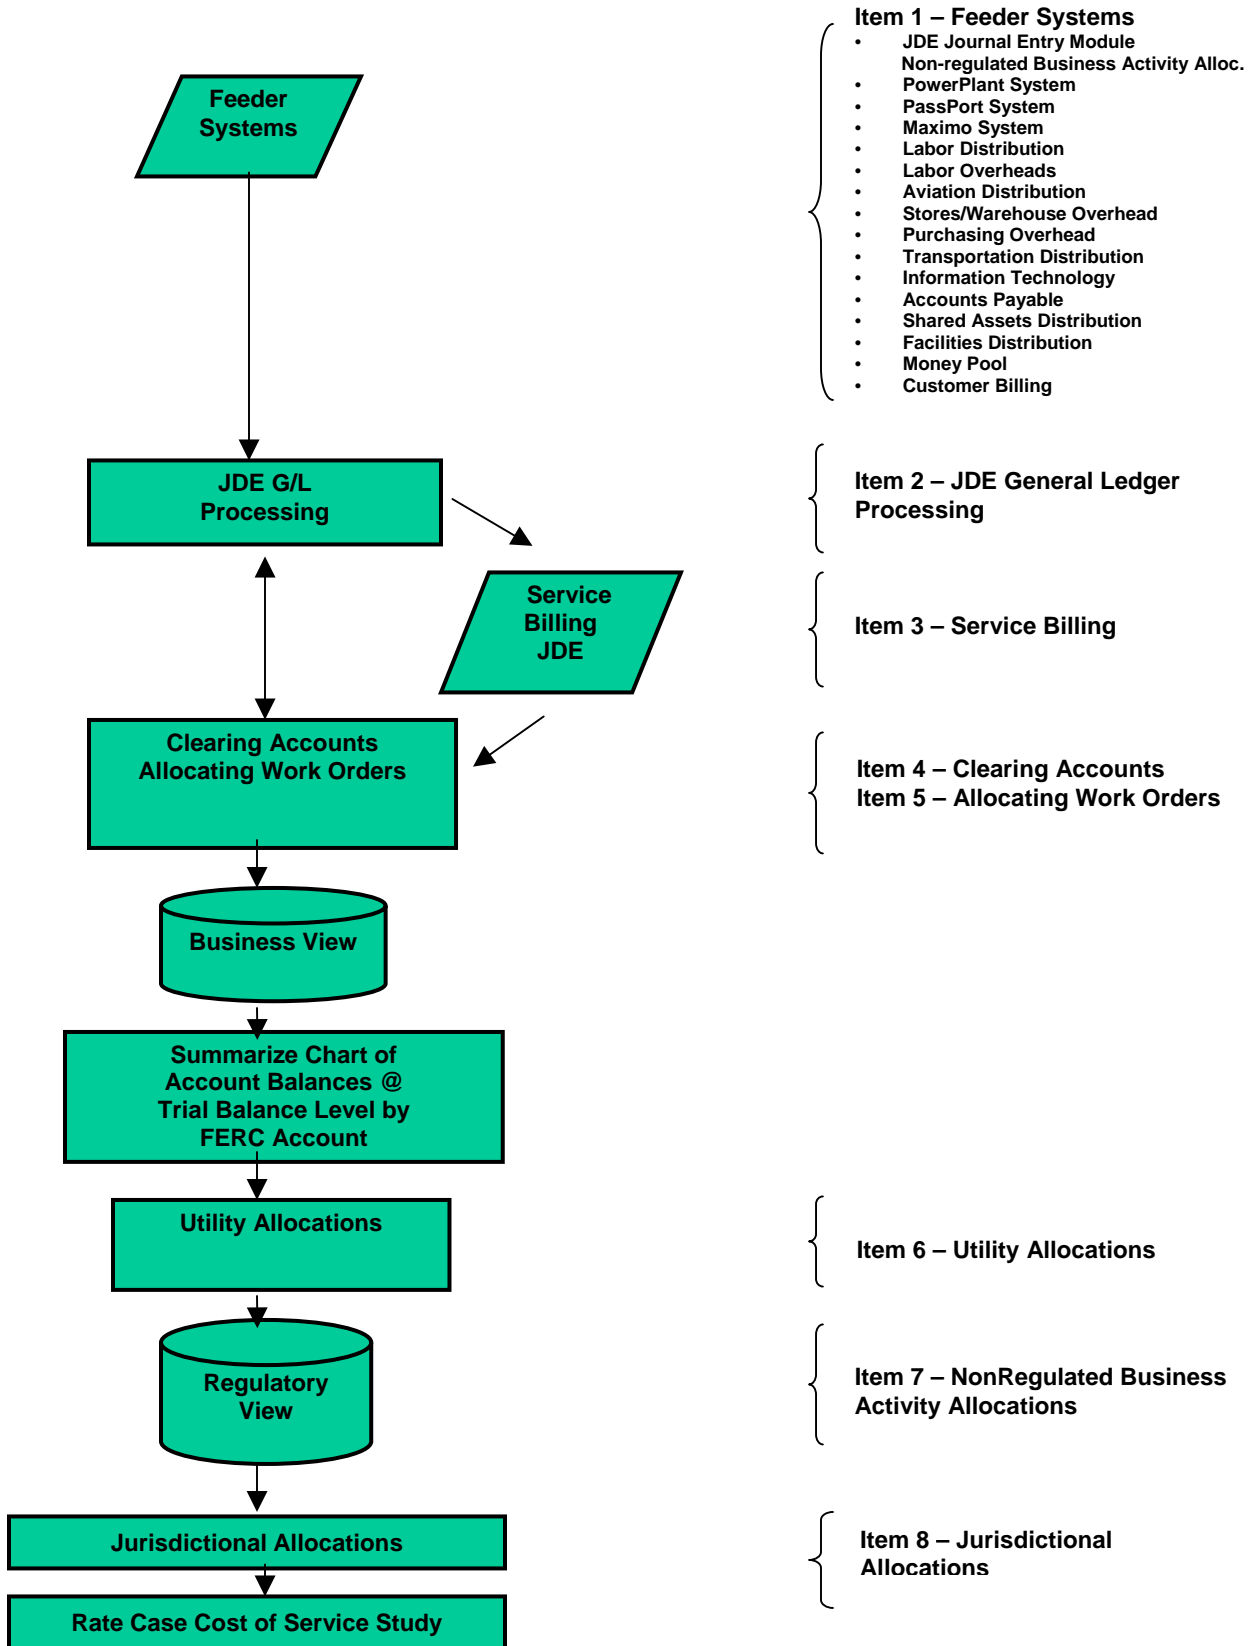 Item 1 – Feeder Systems
• JDE Journal Entry Module
Non-regulated Business Activity Alloc.
• PowerPlant System
• PassPort System
• Maximo System
• Labor Distribution
• Labor Overheads
• Aviation Distribution
• Stores/Warehouse Overhead
• Purchasing Overhead
• Transportation Distribution
• Information Technology
• Accounts Payable
• Shared Assets Distribution
• Facilities Distribution
• Money Pool
• Customer Billing
Feeder
Systems
JDE G/L
Processing
Item 2 – JDE General Ledger
Processing
Service
Billing
JDE
Item 3 – Service Billing
Clearing Accounts
Allocating Work Orders
Item 4 – Clearing Accounts
Item 5 – Allocating Work Orders
Business View
Summarize Chart of
Account Balances @
Trial Balance Level by
FERC Account
Utility Allocations
Item 6 – Utility Allocations
Regulatory
View
Item 7 – NonRegulated Business
Activity Allocations
Jurisdictional Allocations
Item 8 – Jurisdictional
Allocations
Rate Case Cost of Service Study